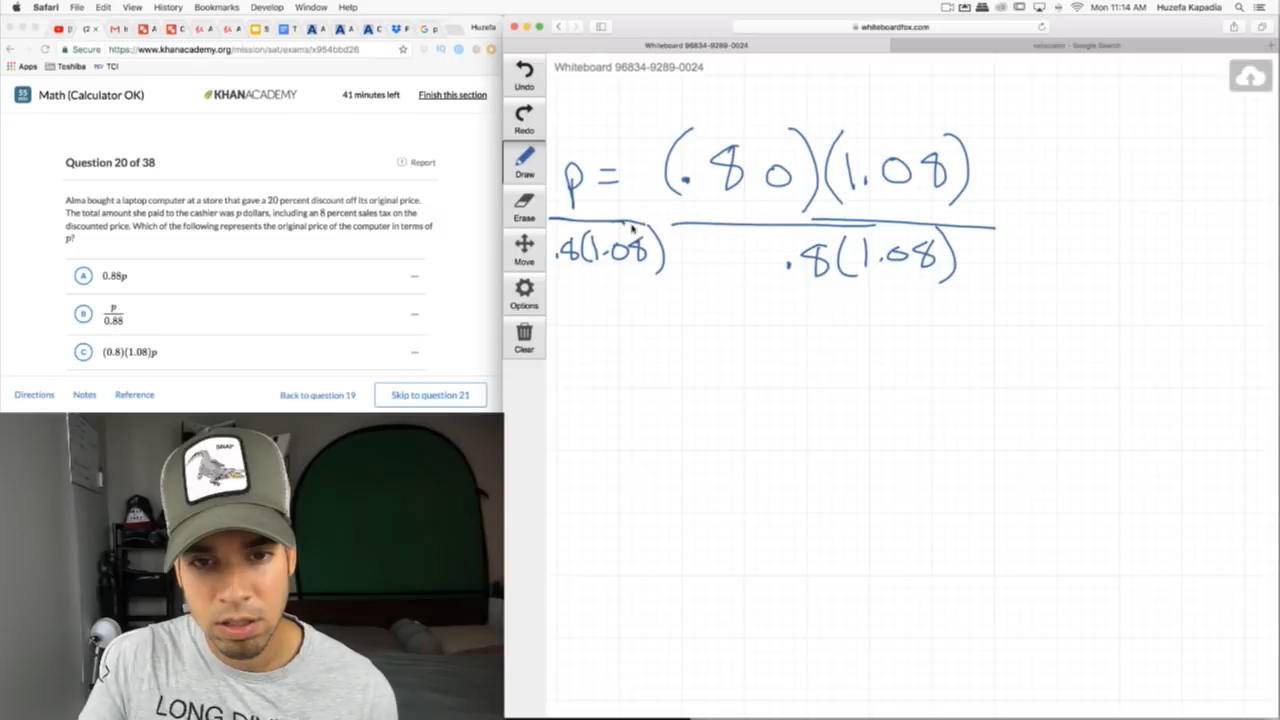 Safari File Edit View History Bookmarks Develop Window Help Mon 11:14 AM Huzefa Kapadia
Huzefa
Secure https://www.khanacademy.org/mission/sat/exams/x954bbd26
Apps Toshiba TCI
Math (Calculator OK) KHANACADEMY 41 minutes left Finish this section
Question 20 of 38 Report
Alma bought a laptop computer at a store that gave a 20 percent discount off its original price.
The total amount she paid to the cashier was p dollars, including an 8 percent sales tax on the
discounted price. Which of the following represents the original price of the computer in terms of
p?
A 0.88p
B p/0.88
C (0.8)(1.08)p
Directions Notes Reference Back to question 19 Skip to question 21
whiteboardfox.com
Whiteboard 96834-9289-0024
Whiteboard 96834-9289-0024
Undo
Redo
Draw
Erase
Move
Options
Clear
p = (.80)(1.08)
.8(1.08) .8(1.08)
SNAP
LONG